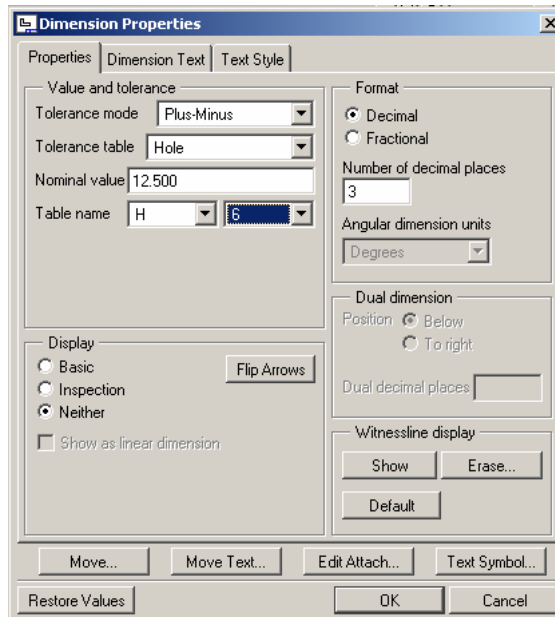 Dimension Properties
Properties
Dimension Text
Text Style
Value and tolerance
Tolerance mode Plus-Minus
Tolerance table Hole
Nominal value 12.500
Table name H 6
Display
Basic
Inspection
Neither
Flip Arrows
Show as linear dimension
Format
Decimal
Fractional
Number of decimal places
3
Angular dimension units
Degrees
Dual dimension
Position Below
To right
Dual decimal places
Witnessline display
Show Erase...
Default
Move... Move Text... Edit Attach... Text Symbol...
Restore Values OK Cancel